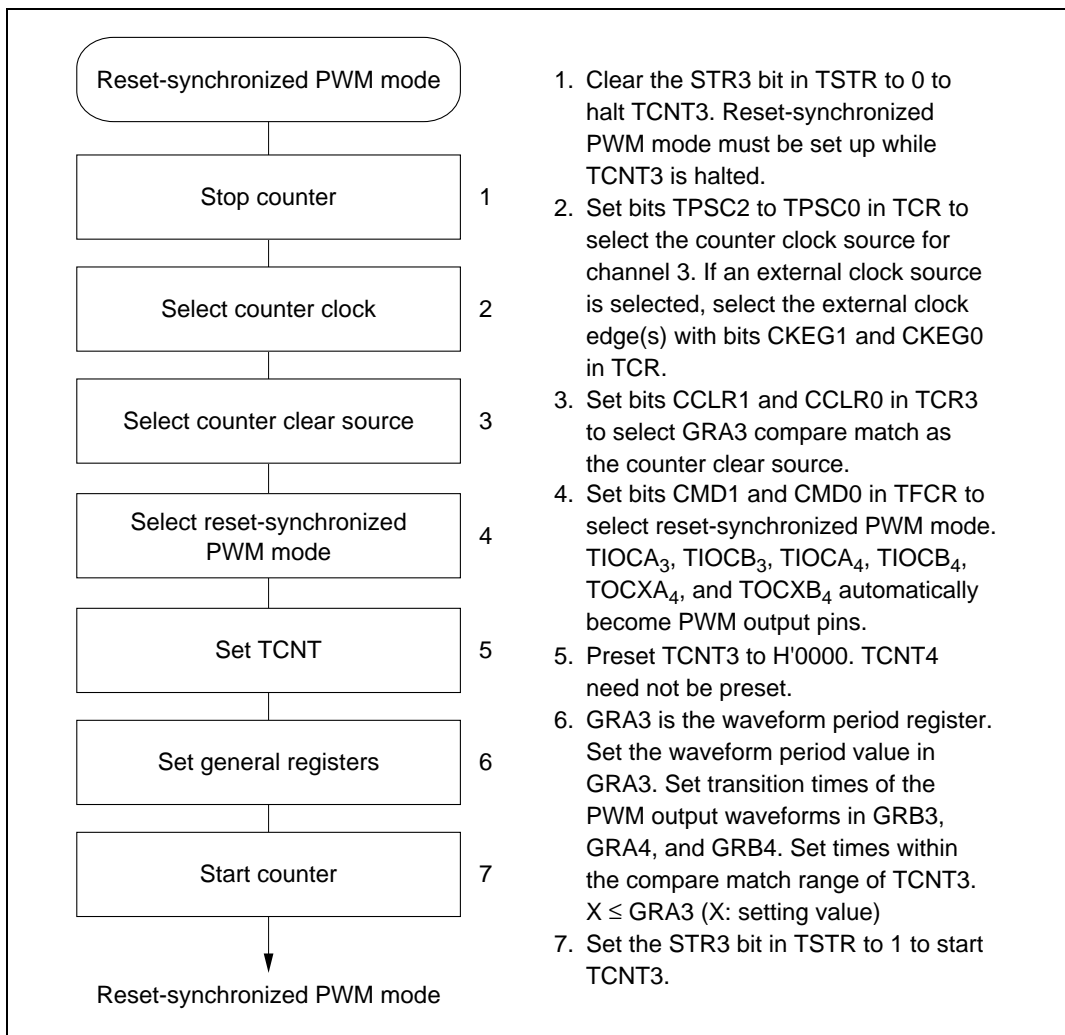 Reset-synchronized PWM mode
Stop counter
1
Select counter clock
2
Select counter clear source
3
Select reset-synchronized
PWM mode
4
Set TCNT
5
Set general registers
6
Start counter
7
Reset-synchronized PWM mode
1. Clear the STR3 bit in TSTR to 0 to
halt TCNT3. Reset-synchronized
PWM mode must be set up while
TCNT3 is halted.
2. Set bits TPSC2 to TPSC0 in TCR to
select the counter clock source for
channel 3. If an external clock source
is selected, select the external clock
edge(s) with bits CKEG1 and CKEG0
in TCR.
3. Set bits CCLR1 and CCLR0 in TCR3
to select GRA3 compare match as
the counter clear source.
4. Set bits CMD1 and CMD0 in TFCR to
select reset-synchronized PWM mode.
TIOCA₃, TIOCB₃, TIOCA₄, TIOCB₄,
TOCXA₄, and TOCXB₄ automatically
become PWM output pins.
5. Preset TCNT3 to H'0000. TCNT4
need not be preset.
6. GRA3 is the waveform period register.
Set the waveform period value in
GRA3. Set transition times of the
PWM output waveforms in GRB3,
GRA4, and GRB4. Set times within
the compare match range of TCNT3.
X ≤ GRA3 (X: setting value)
7. Set the STR3 bit in TSTR to 1 to start
TCNT3.